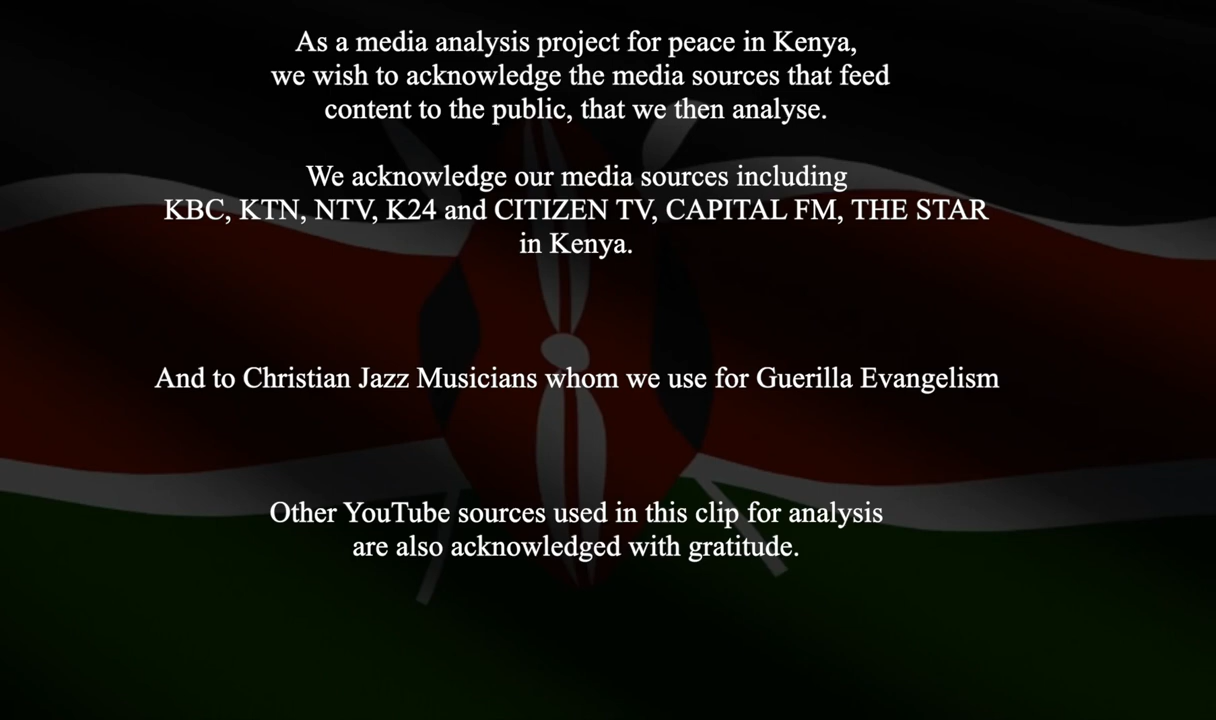 As a media analysis project for peace in Kenya,
we wish to acknowledge the media sources that feed
content to the public, that we then analyse.
We acknowledge our media sources including
KBC, KTN, NTV, K24 and CITIZEN TV, CAPITAL FM, THE STAR
in Kenya.
And to Christian Jazz Musicians whom we use for Guerilla Evangelism
Other YouTube sources used in this clip for analysis
are also acknowledged with gratitude.